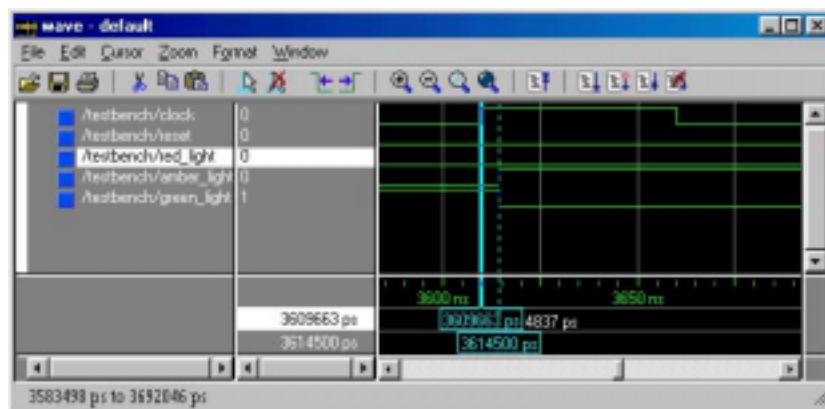 wave - default
File Edit Cursor Zoom Format Window
/testbench/clock 0
/testbench/reset 0
/testbench/red_light 0
/testbench/amber_light 0
/testbench/green_light 1
3600 ns 3650 ns
3609663 ps 3609663 ps 4837 ps
3614500 ps 3614500 ps
3583498 ps to 3692046 ps